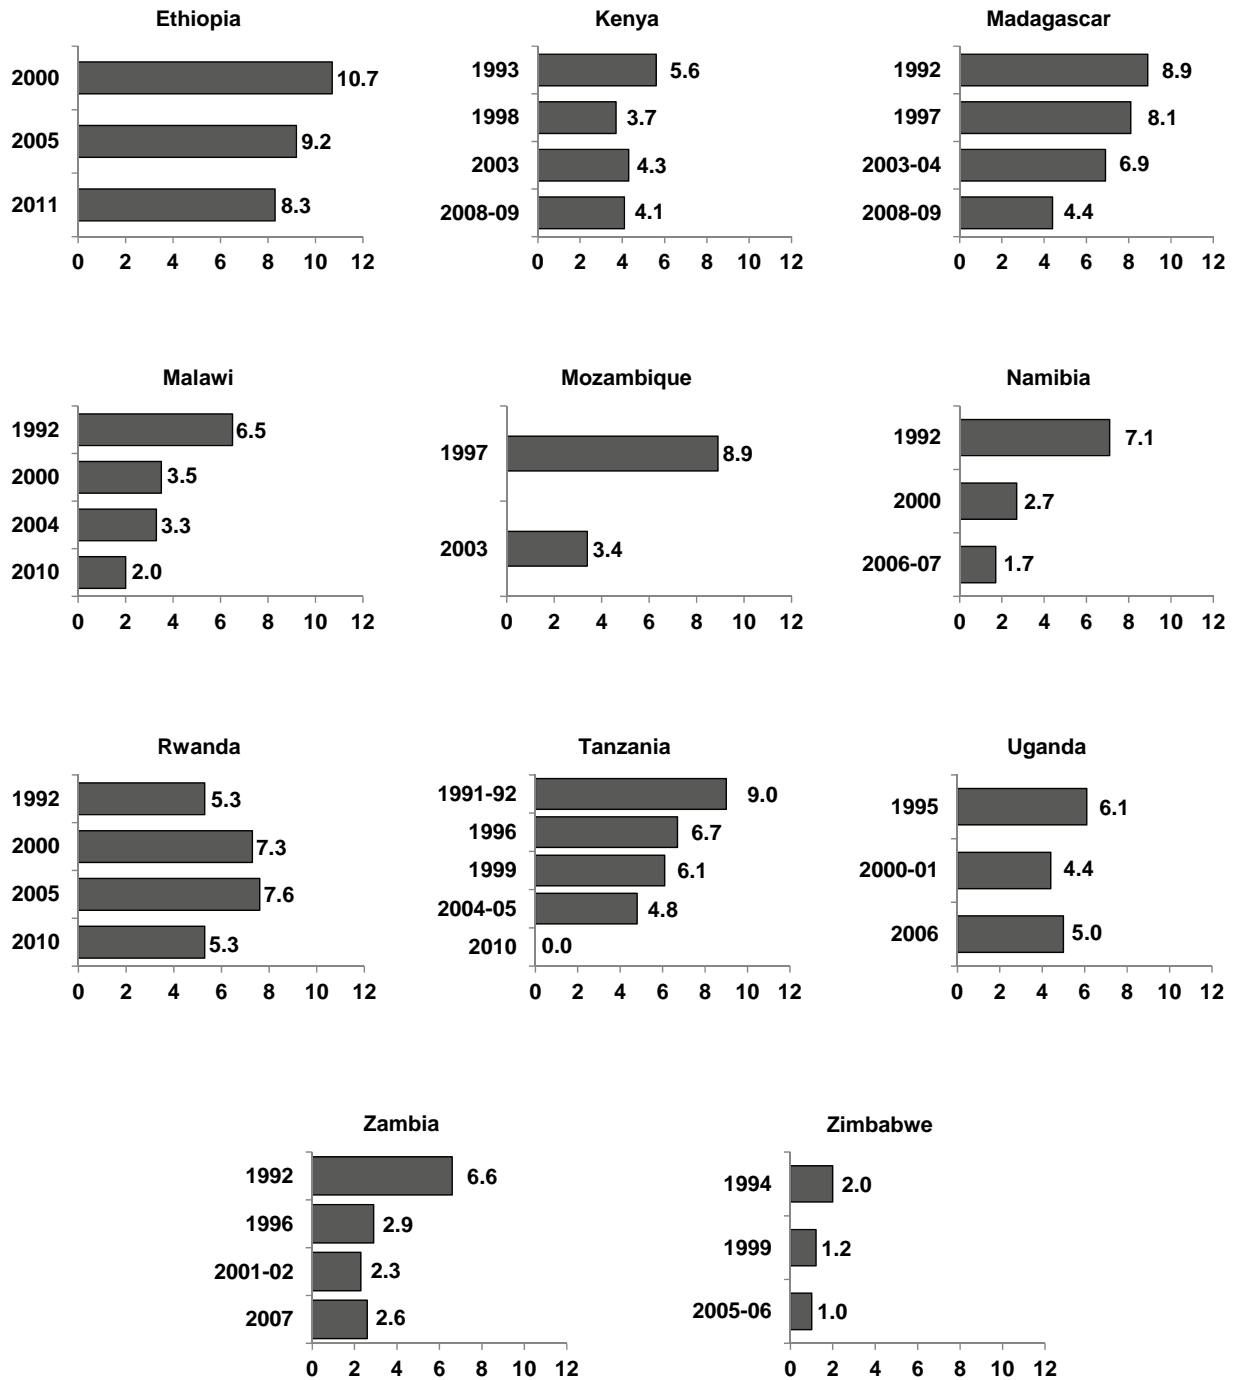 Ethiopia
2000 10.7
2005 9.2
2011 8.3
0 2 4 6 8 10 12
Kenya
1993 5.6
1998 3.7
2003 4.3
2008-09 4.1
0 2 4 6 8 10 12
Madagascar
1992 8.9
1997 8.1
2003-04 6.9
2008-09 4.4
0 2 4 6 8 10 12
Malawi
1992 6.5
2000 3.5
2004 3.3
2010 2.0
0 2 4 6 8 10 12
Mozambique
1997 8.9
2003 3.4
0 2 4 6 8 10 12
Namibia
1992 7.1
2000 2.7
2006-07 1.7
0 2 4 6 8 10 12
Rwanda
1992 5.3
2000 7.3
2005 7.6
2010 5.3
0 2 4 6 8 10 12
Tanzania
1991-92 9.0
1996 6.7
1999 6.1
2004-05 4.8
2010 0.0
0 2 4 6 8 10 12
Uganda
1995 6.1
2000-01 4.4
2006 5.0
0 2 4 6 8 10 12
Zambia
1992 6.6
1996 2.9
2001-02 2.3
2007 2.6
0 2 4 6 8 10 12
Zimbabwe
1994 2.0
1999 1.2
2005-06 1.0
0 2 4 6 8 10 12